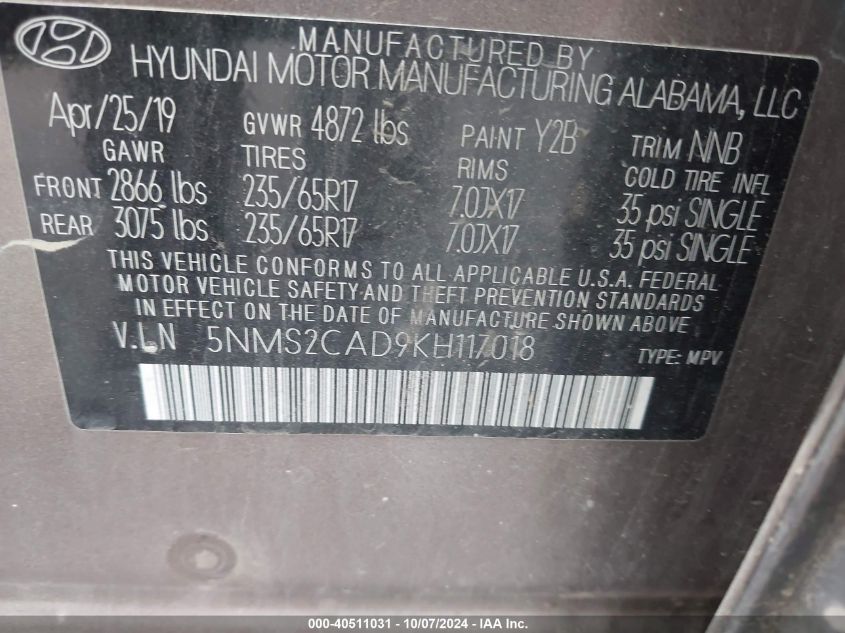 MANUFACTURED BY
HYUNDAI MOTOR MANUFACTURING ALABAMA, LLC
Apr/25/19 GVWR 4872 lbs PAINT Y2B TRIM NNB
GAWR TIRES RIMS COLD TIRE INFL
FRONT 2866 lbs 235/65R17 7.0JX17 35 psi SINGLE
REAR 3075 lbs 235/65R17 7.0JX17 35 psi SINGLE
THIS VEHICLE CONFORMS TO ALL APPLICABLE U.S.A. FEDERAL
MOTOR VEHICLE SAFETY AND THEFT PREVENTION STANDARDS
IN EFFECT ON THE DATE OF MANUFACTURE SHOWN ABOVE.
V.I.N 5NMS2CAD9KH117018 TYPE: MPV
000-40511031 - 10/07/2024 - IAA Inc.